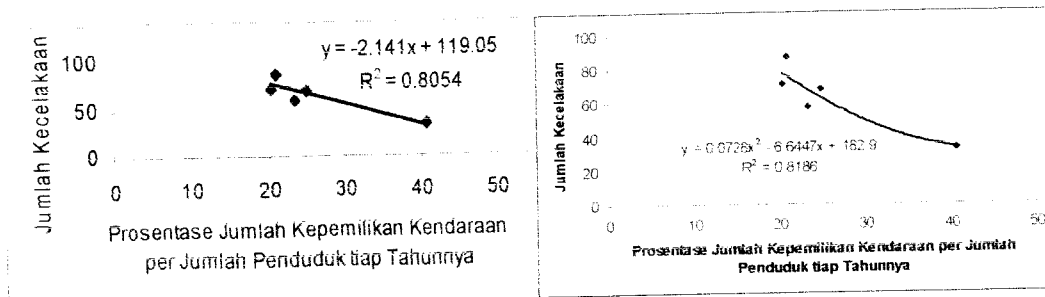 Jumlah Kecelakaan
y = -2.141x + 119.05
R² = 0.8054
100
50
0
0 10 20 30 40 50
Prosentase Jumlah Kepemilikan Kendaraan
per Jumlah Penduduk tiap Tahunnya
Jumlah Kecelakaan
100
80
60
40
20
0
y = 0.0728x² - 6.6447x + 182.9
R² = 0.8186
0 10 20 30 40 50
Prosentase Jumlah Kepemilikan Kendaraan per Jumlah
Penduduk tiap Tahunnya